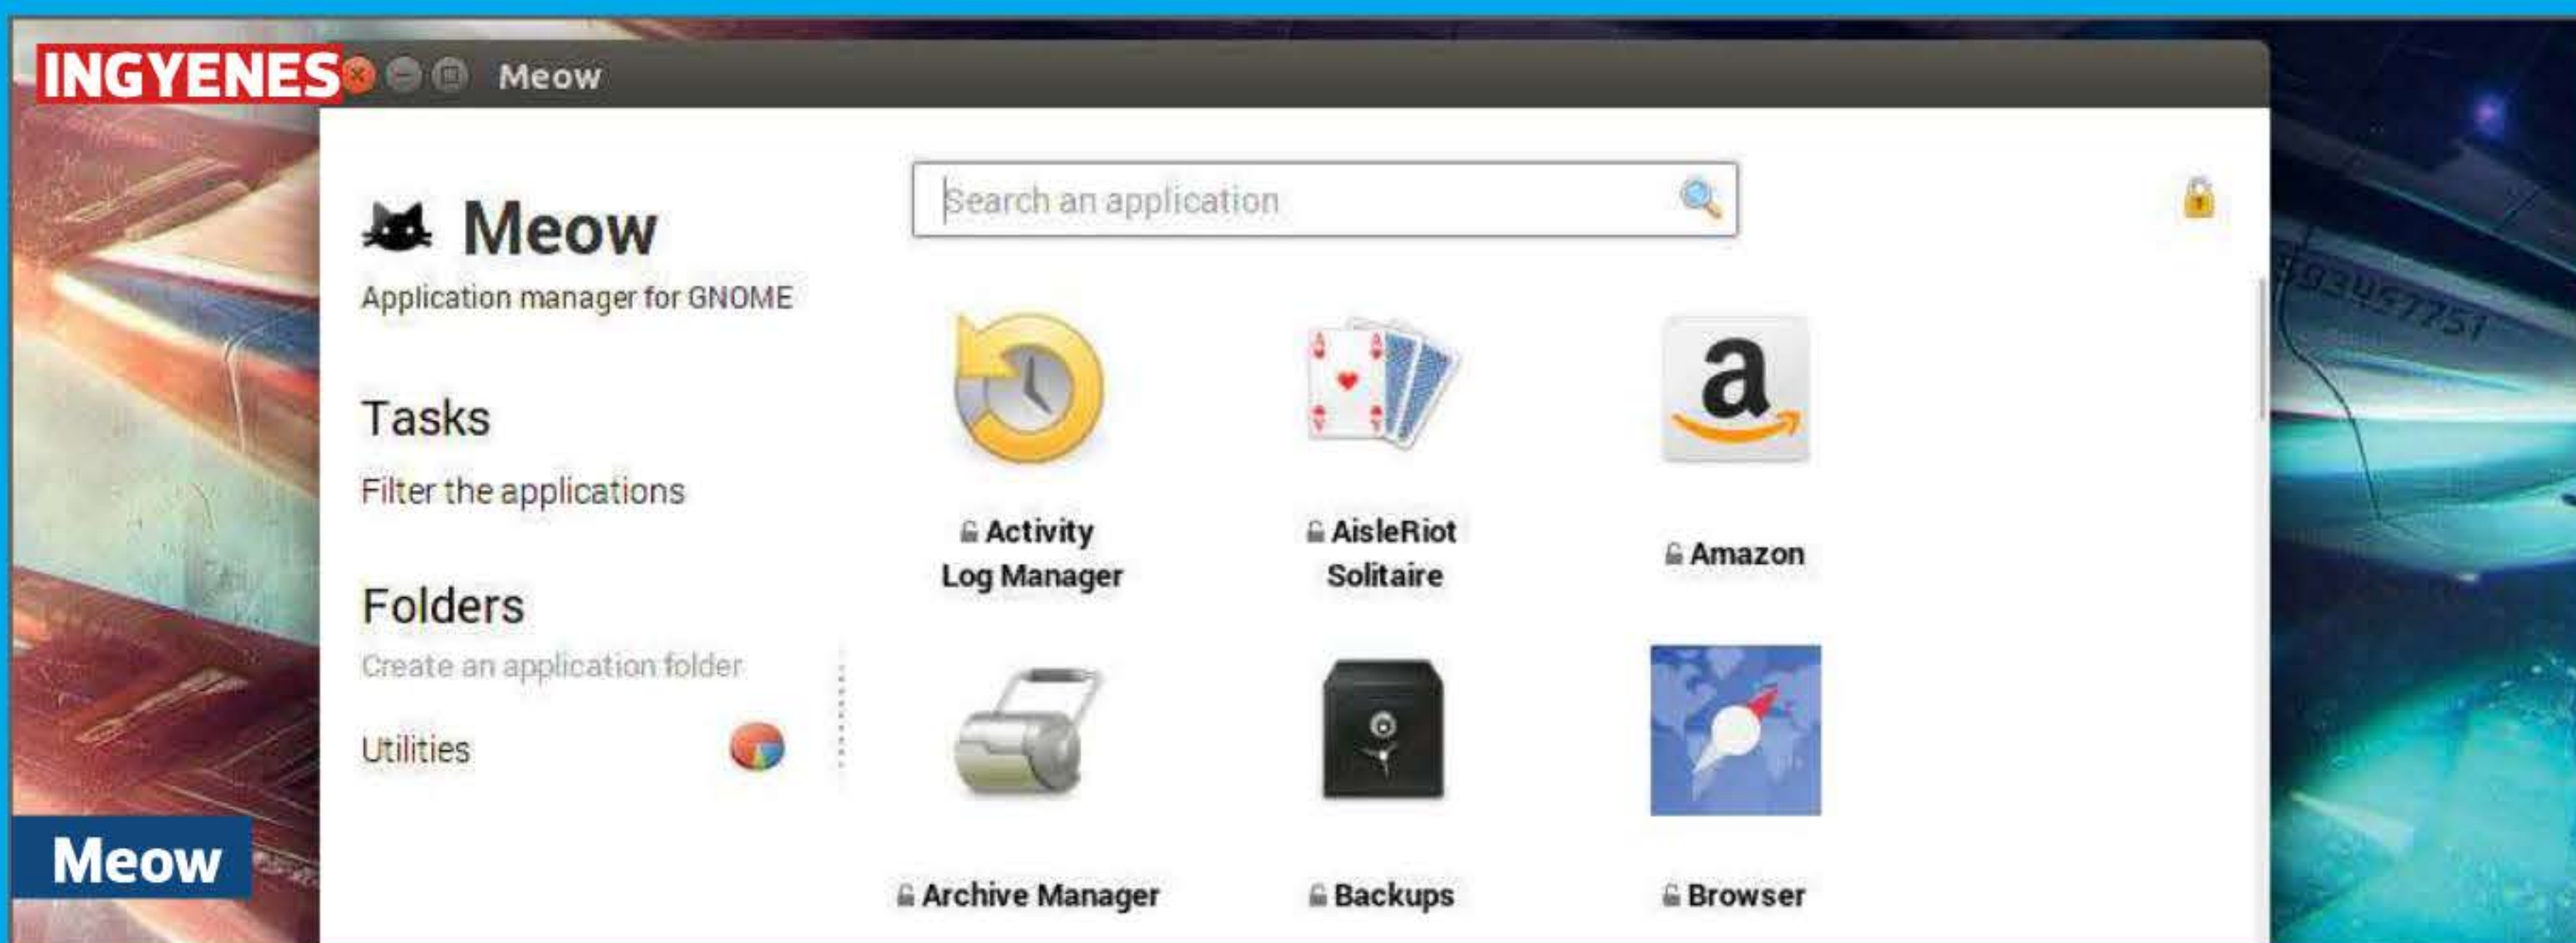 INGYENES
Meow
Meow
Application manager for GNOME
Search an application
Tasks
Filter the applications
Folders
Create an application folder
Utilities
a
Activity
Log Manager
AisleRiot
Solitaire
Amazon
Archive Manager
Backups
Browser
Meow